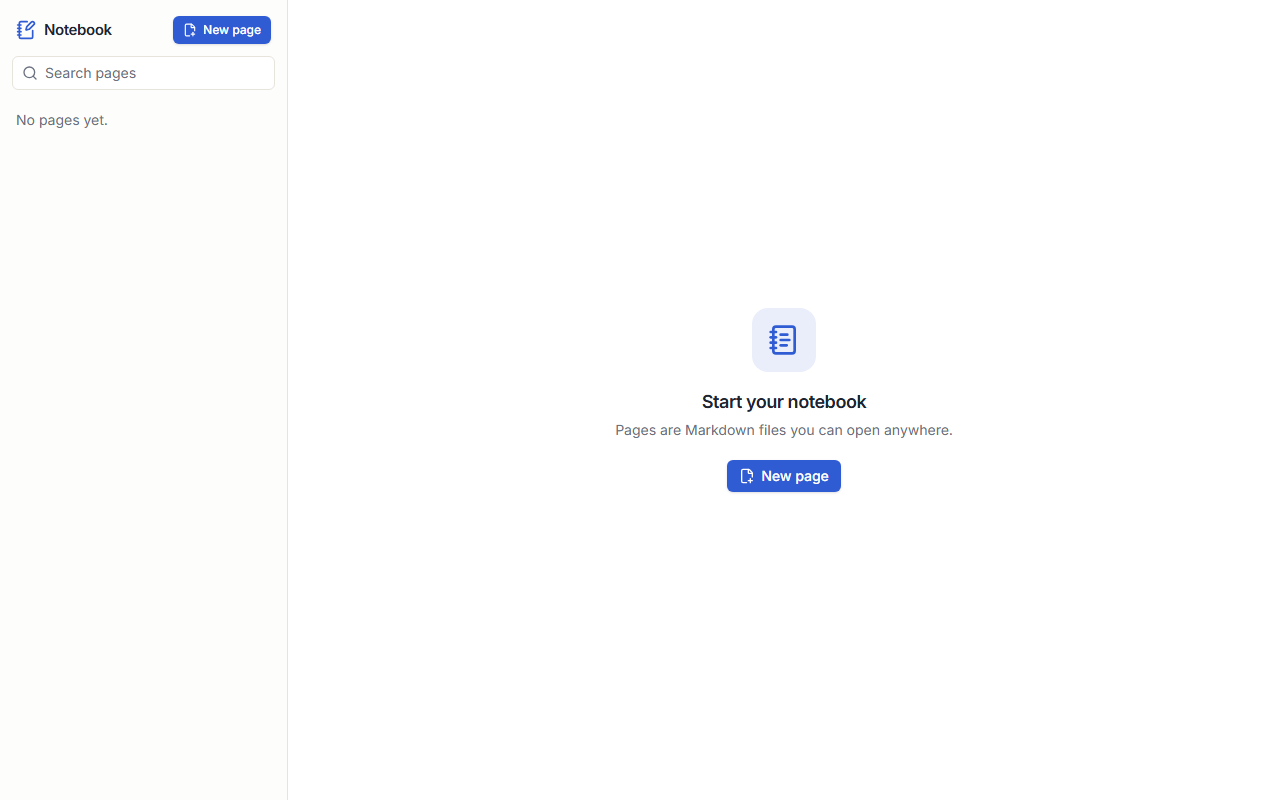 Notebook
New page
Search pages
No pages yet.
Start your notebook
Pages are Markdown files you can open anywhere.
New page